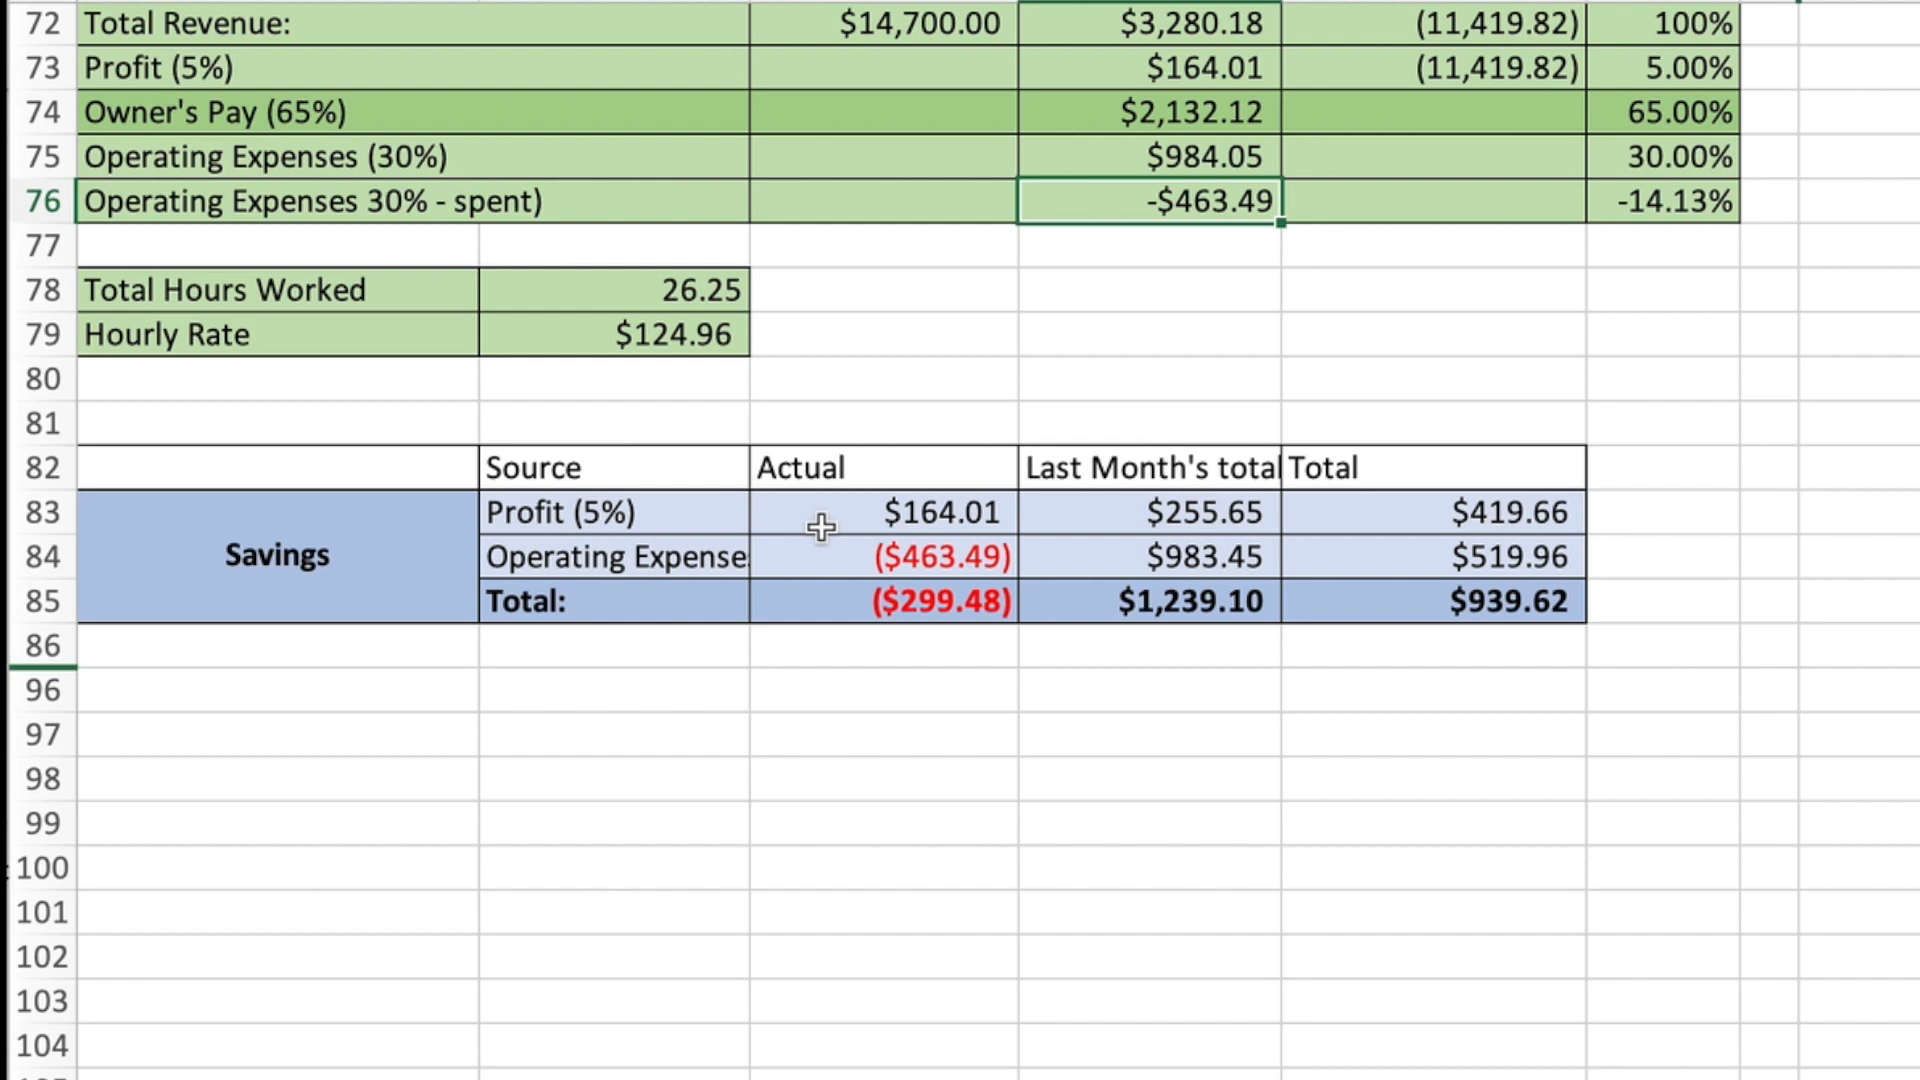 72 Total Revenue: $14,700.00 $3,280.18 (11,419.82) 100%
73 Profit (5%) $164.01 (11,419.82) 5.00%
74 Owner's Pay (65%) $2,132.12 65.00%
75 Operating Expenses (30%) $984.05 30.00%
76 Operating Expenses 30% - spent) -$463.49 -14.13%
77
78 Total Hours Worked 26.25
79 Hourly Rate $124.96
80
81
82 Source Actual Last Month's total Total
83 Profit (5%) $164.01 $255.65 $419.66
84 Savings Operating Expense ($463.49) $983.45 $519.96
85 Total: ($299.48) $1,239.10 $939.62
86
96
97
98
99
100
101
102
103
104